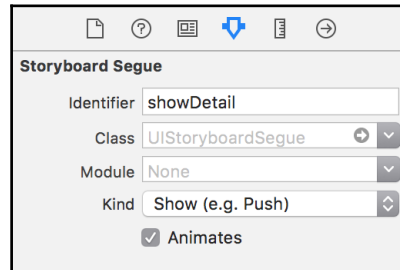 Storyboard Segue
Identifier showDetail
Class UIStoryboardSegue
Module None
Kind Show (e.g. Push)
Animates